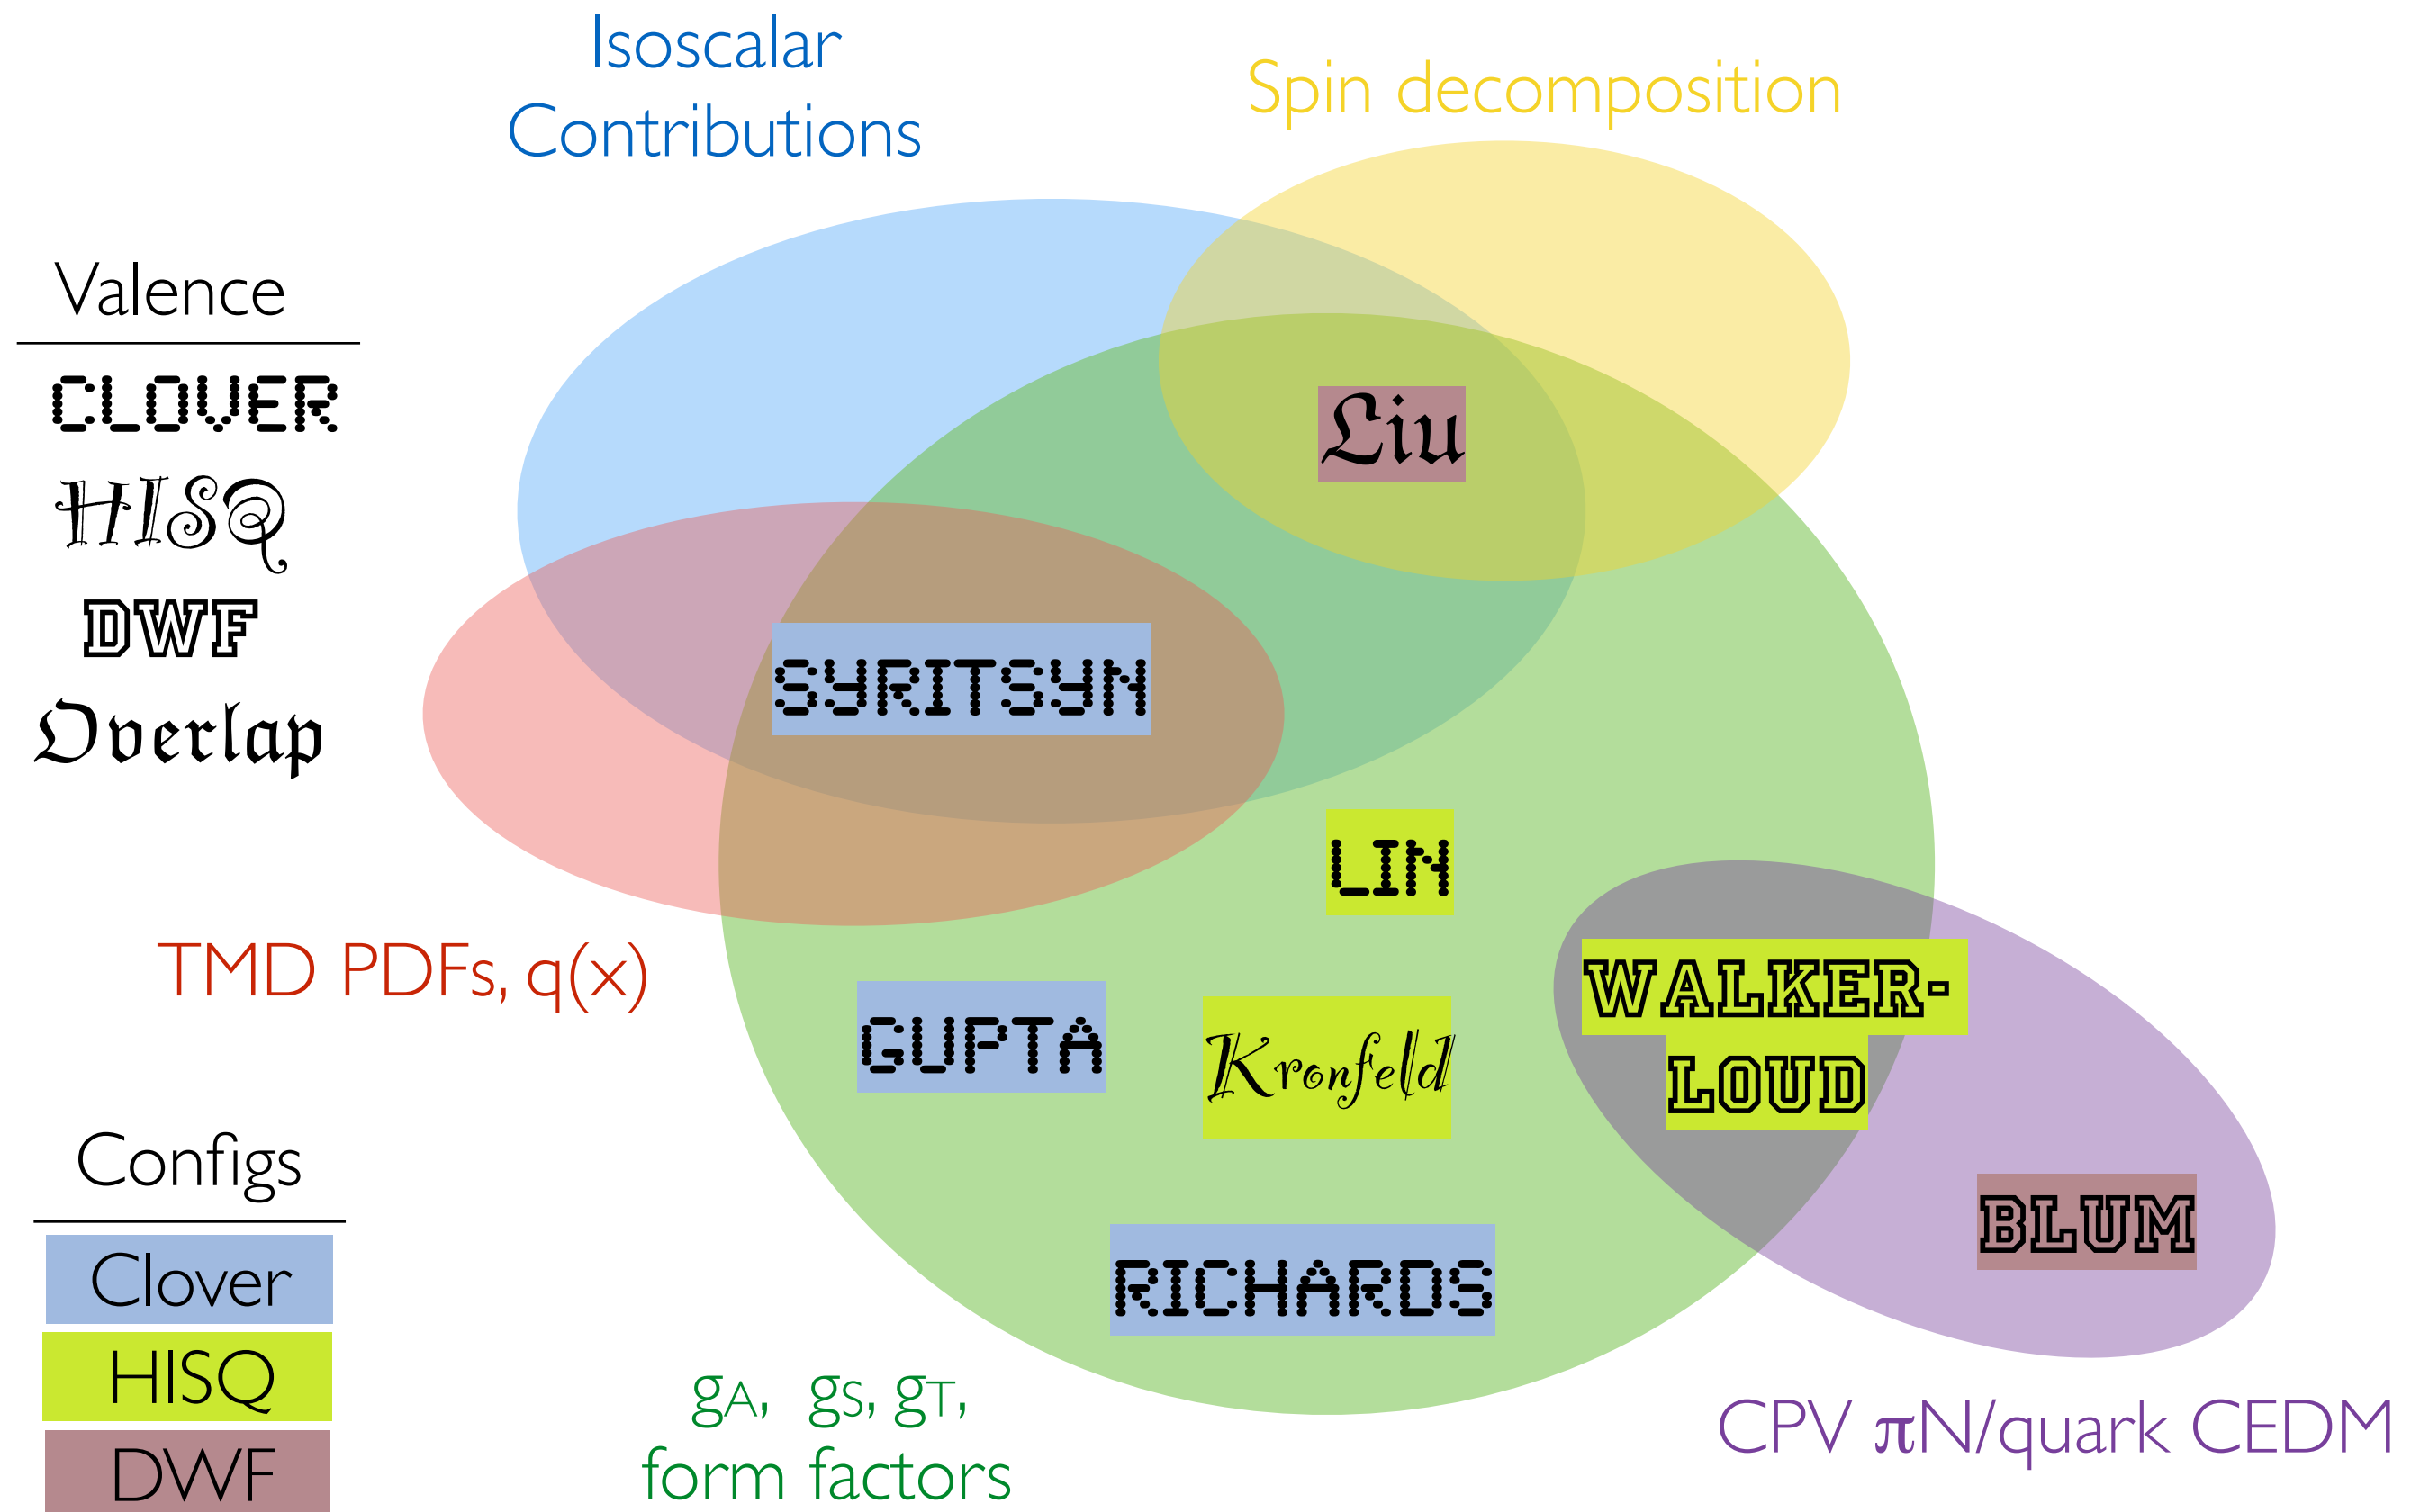 Isoscalar
Contributions
Spin decomposition
Valence
CLOVER
HISQ
DWF
Overlap
Liu
SYRITSYN
LIN
TMD PDFs, q(x)
GUPTA
Kronfeld
WALKER-
LOUD
Configs
Clover
HISQ
DWF
RICHARDS
BLUM
gA, gS, gT,
form factors
CPV πN/quark CEDM